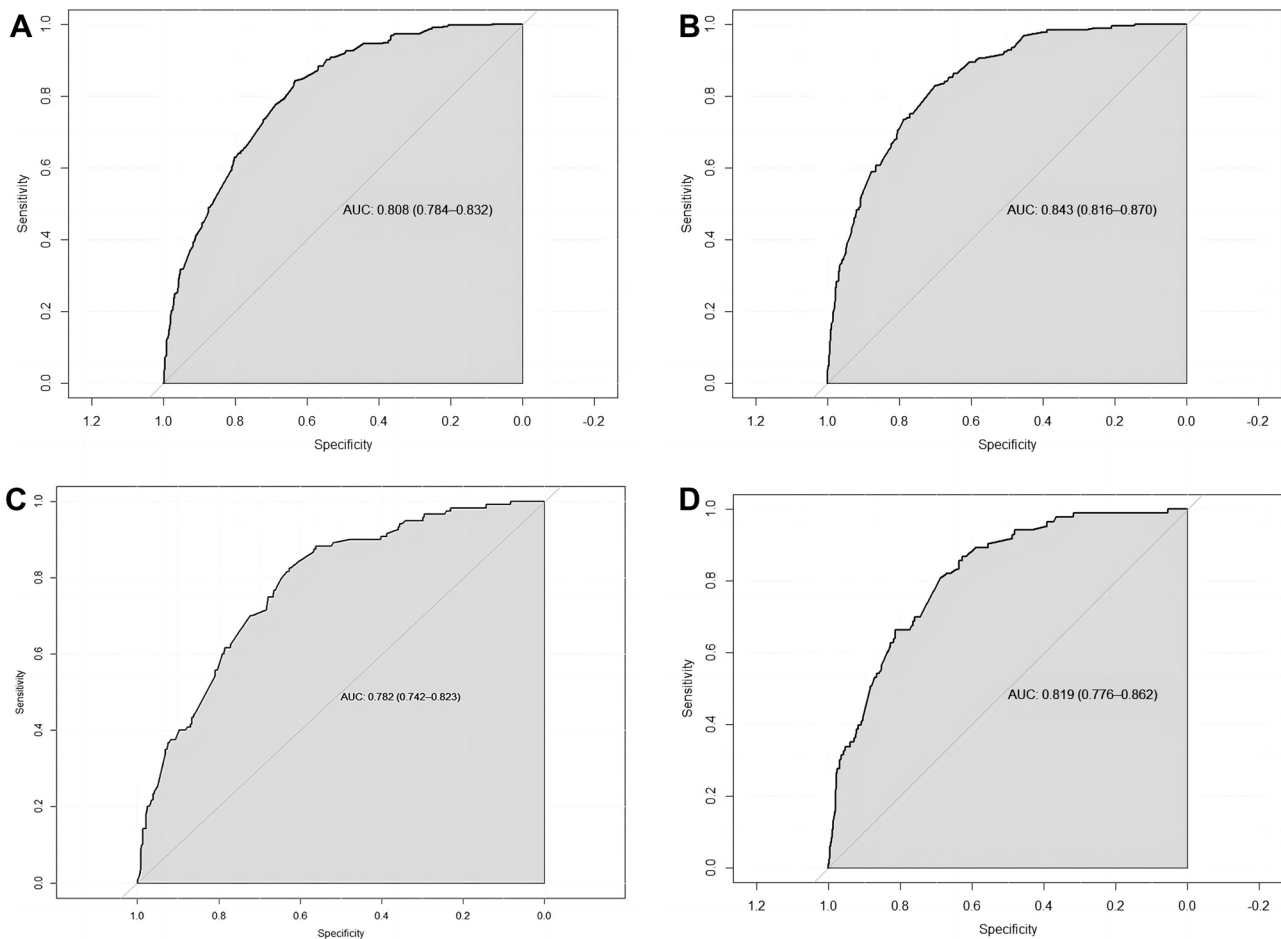 A
1.0
0.8
0.6
0.4
0.2
0.0
Sensitivity
AUC: 0.808 (0.784–0.832)
1.2 1.0 0.8 0.6 0.4 0.2 0.0 -0.2
Specificity
B
1.0
0.8
0.6
0.4
0.2
0.0
Sensitivity
AUC: 0.843 (0.816–0.870)
1.2 1.0 0.8 0.6 0.4 0.2 0.0 -0.2
Specificity
C
1.0
0.8
0.6
0.4
0.2
0.0
Sensitivity
AUC: 0.782 (0.742–0.823)
1.0 0.8 0.6 0.4 0.2 0.0
Specificity
D
1.0
0.8
0.6
0.4
0.2
0.0
Sensitivity
AUC: 0.819 (0.776–0.862)
1.2 1.0 0.8 0.6 0.4 0.2 0.0 -0.2
Specificity